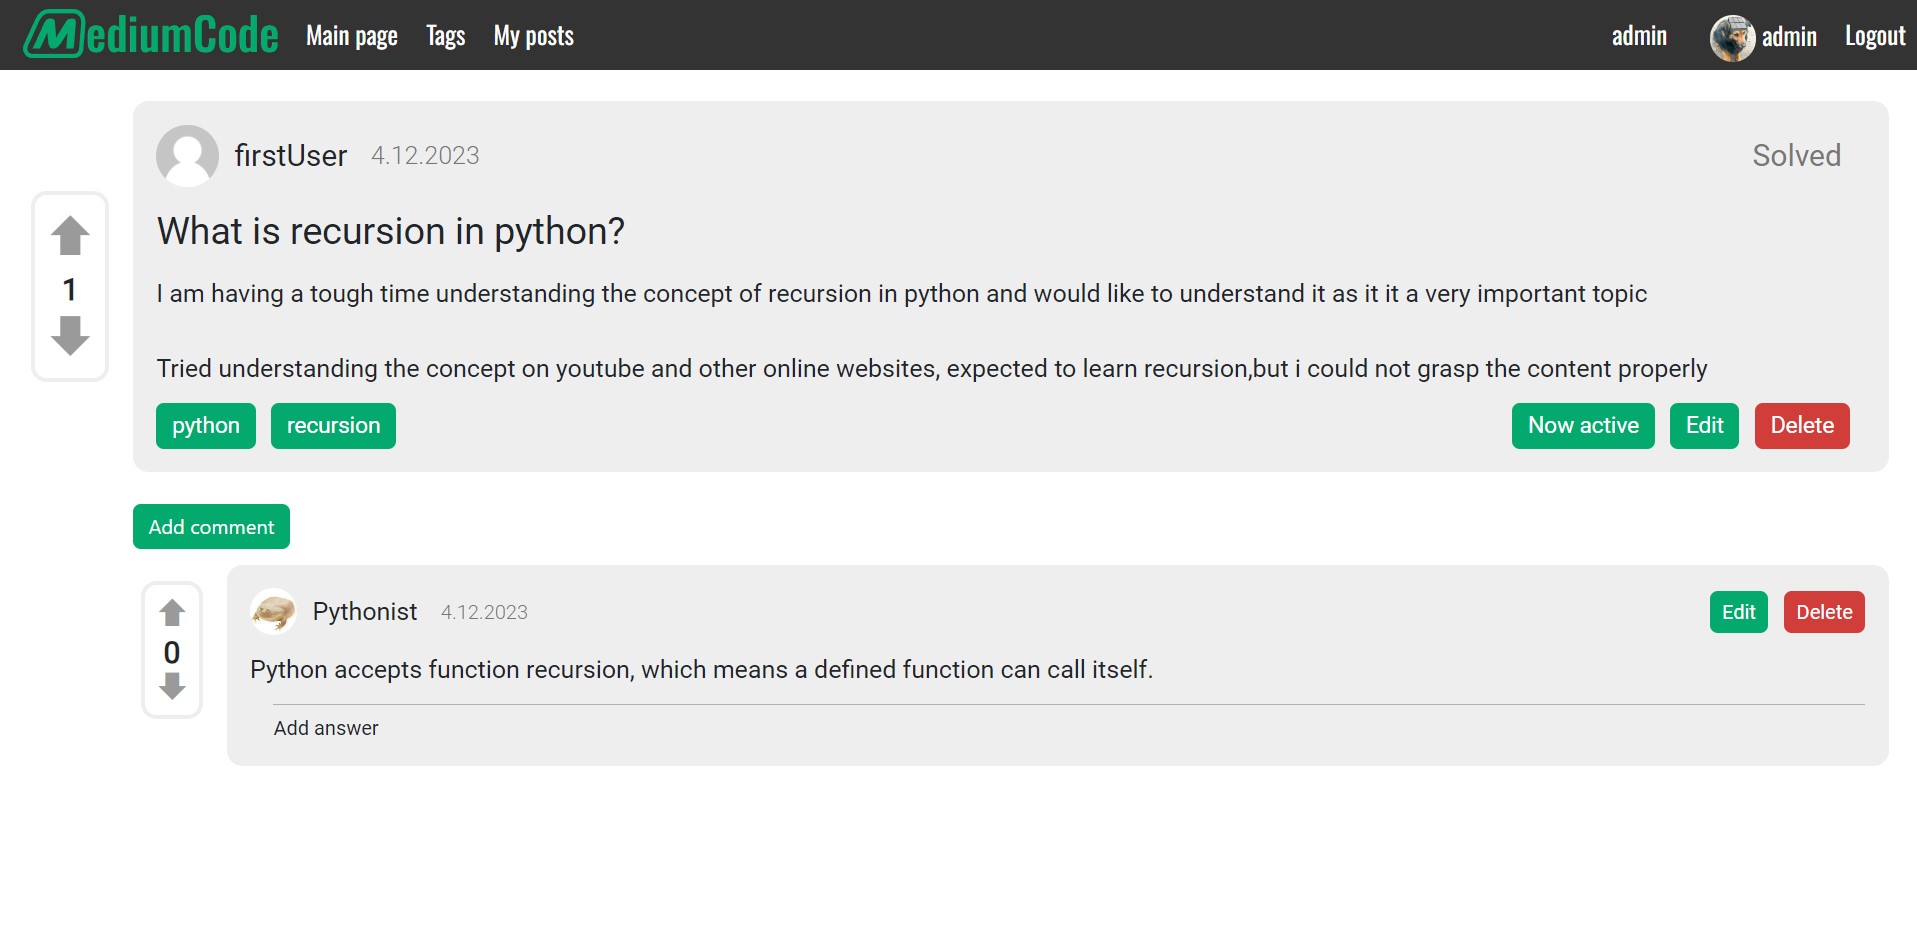 MediumCode Main page Tags My posts admin admin Logout
firstUser 4.12.2023 Solved
What is recursion in python?
1
I am having a tough time understanding the concept of recursion in python and would like to understand it as it it a very important topic
Tried understanding the concept on youtube and other online websites, expected to learn recursion,but i could not grasp the content properly
python recursion Now active Edit Delete
Add comment
Pythonist 4.12.2023 Edit Delete
0
Python accepts function recursion, which means a defined function can call itself.
Add answer